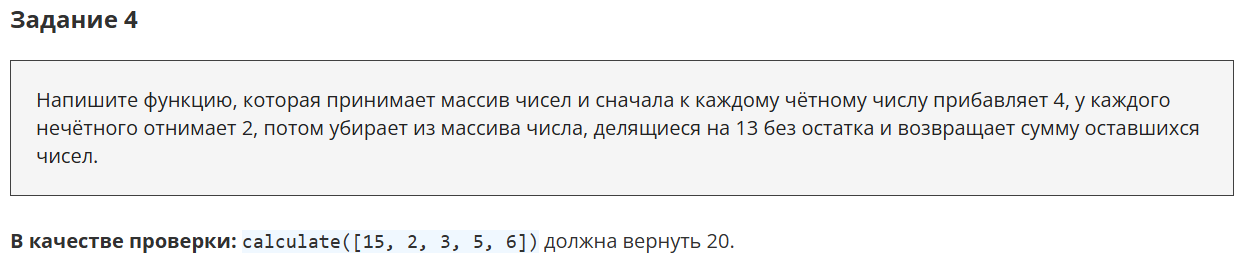 Задание 4
Напишите функцию, которая принимает массив чисел и сначала к каждому чётному числу прибавляет 4, у каждого
нечётного отнимает 2, потом убирает из массива числа, делящиеся на 13 без остатка и возвращает сумму оставшихся
чисел.
В качестве проверки: calculate([15, 2, 3, 5, 6]) должна вернуть 20.